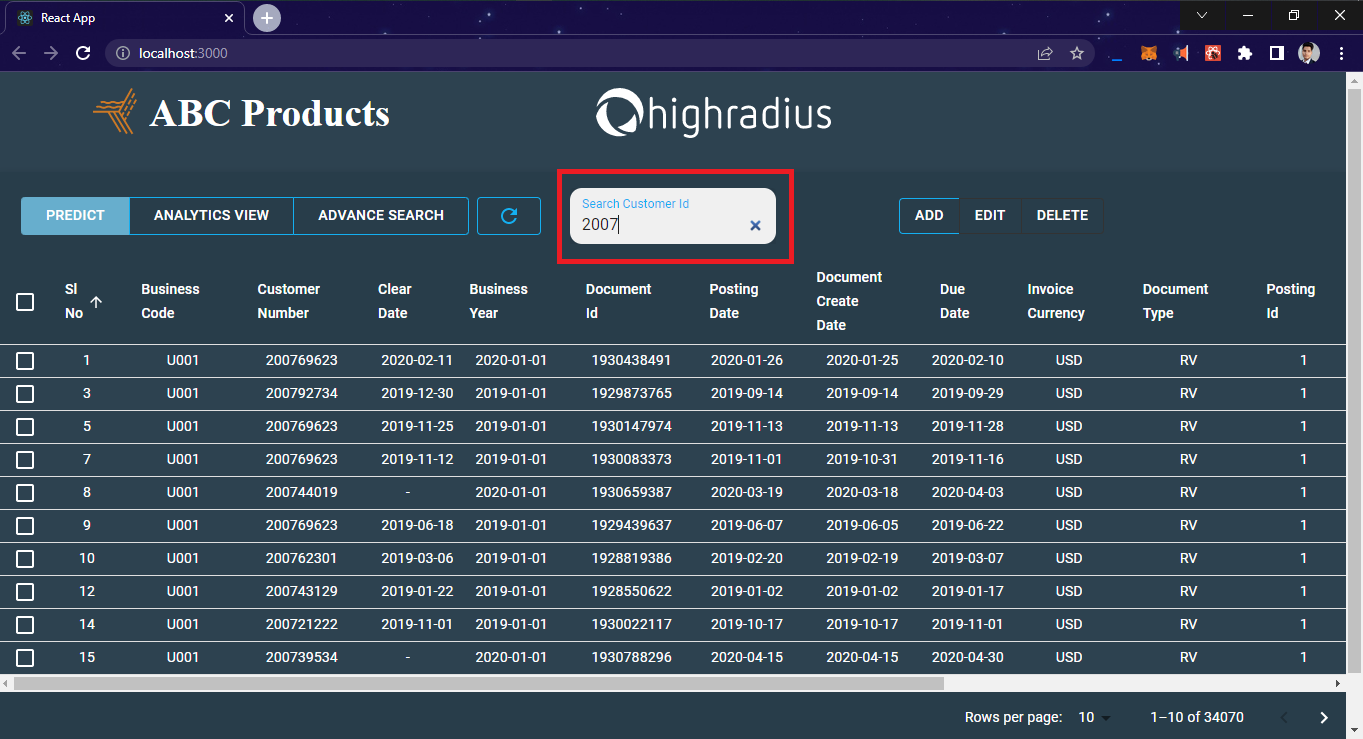 React App
localhost:3000
ABC Products
highradius
PREDICT ANALYTICS VIEW ADVANCE SEARCH
Search Customer Id
2007
ADD EDIT DELETE
Sl No Business Code Customer Number Clear Date Business Year Document Id Posting Date Document Create Date Due Date Invoice Currency Document Type Posting Id
1 U001 200769623 2020-02-11 2020-01-01 1930438491 2020-01-26 2020-01-25 2020-02-10 USD RV 1
3 U001 200792734 2019-12-30 2019-01-01 1929873765 2019-09-14 2019-09-14 2019-09-29 USD RV 1
5 U001 200769623 2019-11-25 2019-01-01 1930147974 2019-11-13 2019-11-13 2019-11-28 USD RV 1
7 U001 200769623 2019-11-12 2019-01-01 1930083373 2019-11-01 2019-10-31 2019-11-16 USD RV 1
8 U001 200744019 - 2020-01-01 1930659387 2020-03-19 2020-03-18 2020-04-03 USD RV 1
9 U001 200769623 2019-06-18 2019-01-01 1929439637 2019-06-07 2019-06-05 2019-06-22 USD RV 1
10 U001 200762301 2019-03-06 2019-01-01 1928819386 2019-02-20 2019-02-19 2019-03-07 USD RV 1
12 U001 200743129 2019-01-22 2019-01-01 1928550622 2019-01-02 2019-01-02 2019-01-17 USD RV 1
14 U001 200721222 2019-11-01 2019-01-01 1930022117 2019-10-17 2019-10-17 2019-11-01 USD RV 1
15 U001 200739534 - 2020-01-01 1930788296 2020-04-15 2020-04-15 2020-04-30 USD RV 1
Rows per page: 10 1–10 of 34070